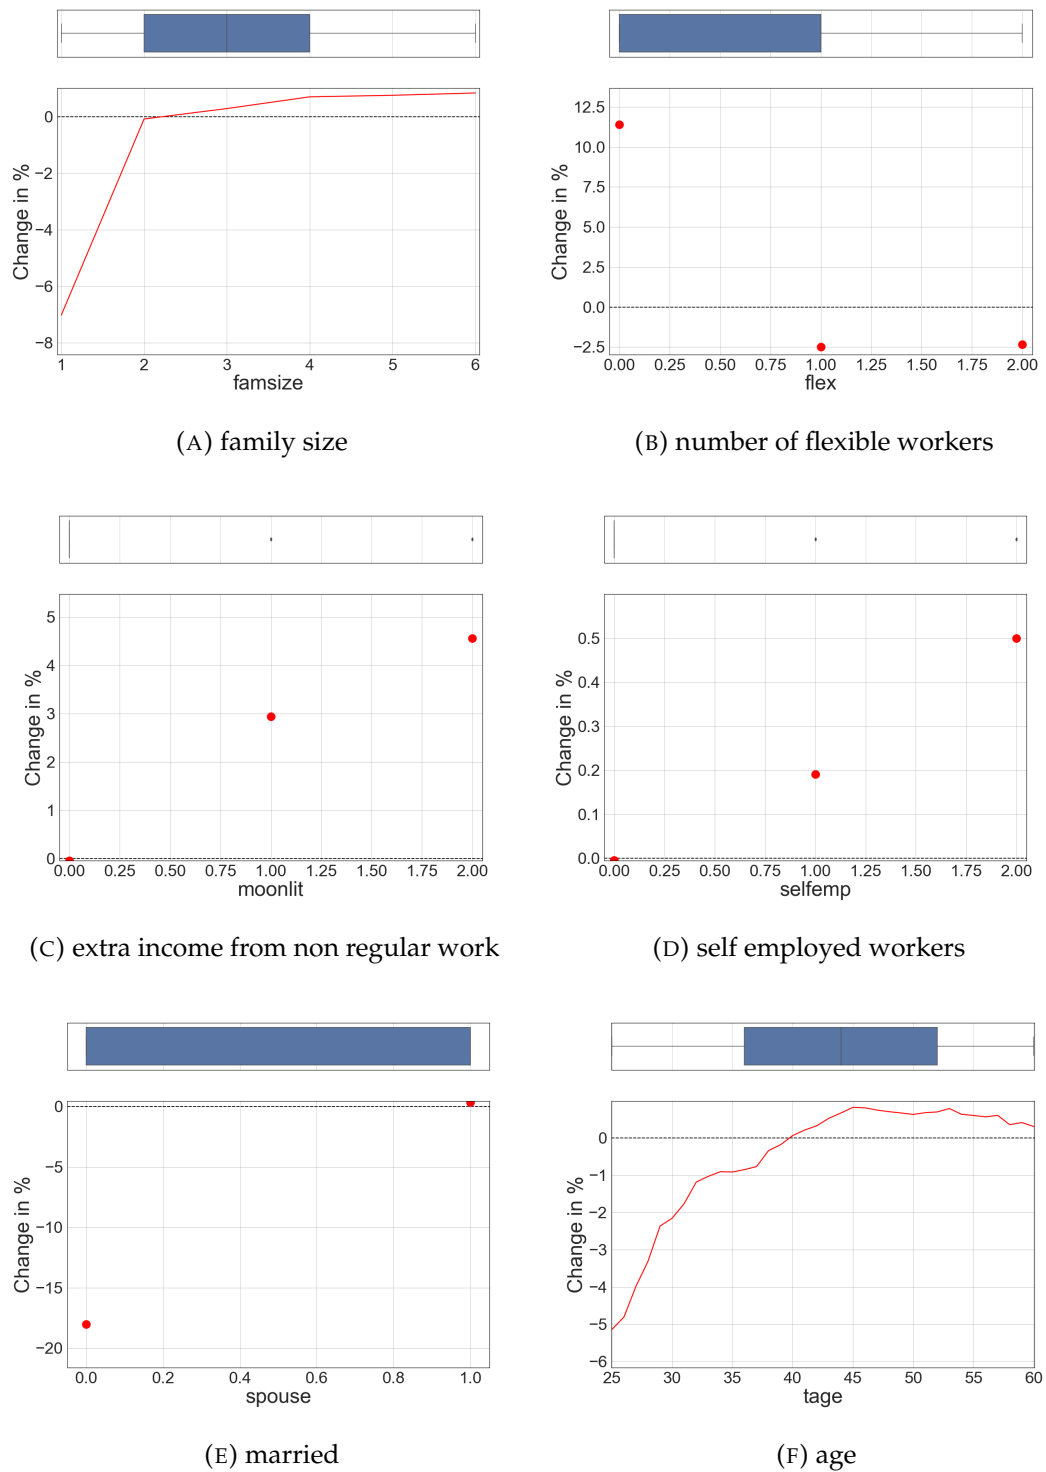 0
−2
−4
−6
−8
Change in %
1 2 3 4 5 6
famsize
(A) family size
12.5
10.0
7.5
5.0
2.5
0.0
−2.5
Change in %
0.00 0.25 0.50 0.75 1.00 1.25 1.50 1.75 2.00
flex
(B) number of flexible workers
5
4
3
2
1
0
Change in %
0.00 0.25 0.50 0.75 1.00 1.25 1.50 1.75 2.00
moonlit
(C) extra income from non regular work
0.5
0.4
0.3
0.2
0.1
0.0
Change in %
0.00 0.25 0.50 0.75 1.00 1.25 1.50 1.75 2.00
selfemp
(D) self employed workers
0
−5
−10
−15
−20
Change in %
0.0 0.2 0.4 0.6 0.8 1.0
spouse
(E) married
0
−1
−2
−3
−4
−5
−6
Change in %
25 30 35 40 45 50 55 60
tage
(F) age